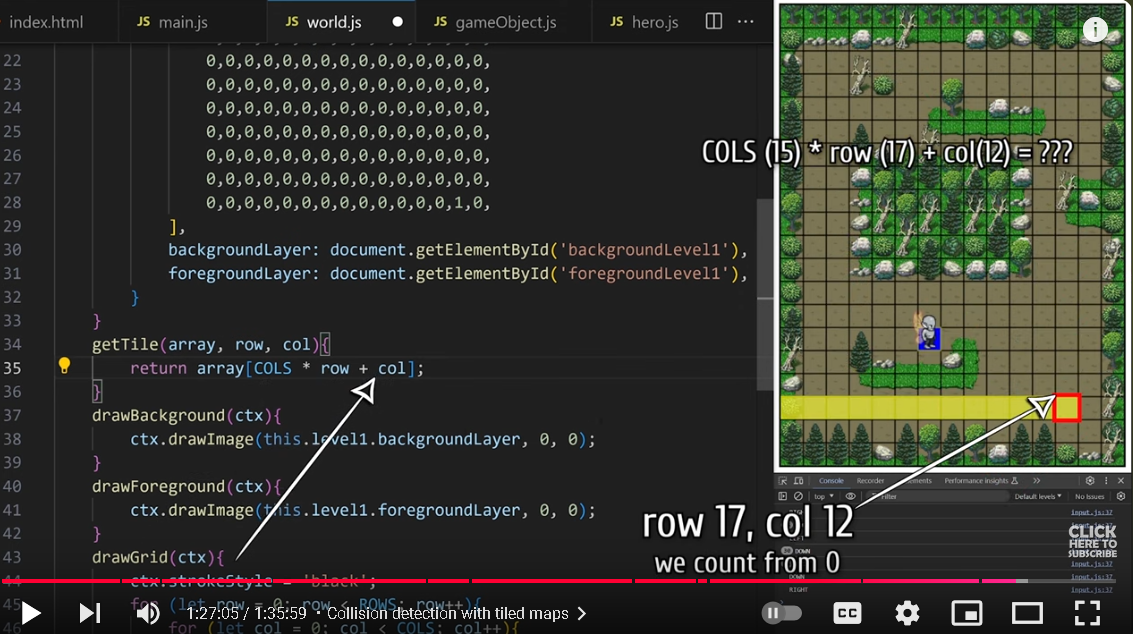 index.html
JS main.js
JS world.js
JS gameObject.js
JS hero.js
22 0,0,0,0,0,0,0,0,0,0,0,0,0,0,0,
23 0,0,0,0,0,0,0,0,0,0,0,0,0,0,0,
24 0,0,0,0,0,0,0,0,0,0,0,0,0,0,0,
25 0,0,0,0,0,0,0,0,0,0,0,0,0,0,0,
26 0,0,0,0,0,0,0,0,0,0,0,0,0,0,0,
27 0,0,0,0,0,0,0,0,0,0,0,0,0,0,0,
28 0,0,0,0,0,0,0,0,0,0,0,0,0,1,0,
29 ],
30 backgroundLayer: document.getElementById('backgroundLevel1'),
31 foregroundLayer: document.getElementById('foregroundLevel1'),
32 }
33 }
34 getTile(array, row, col){
35 return array[COLS * row + col];
36 }
37 drawBackground(ctx){
38 ctx.drawImage(this.level1.backgroundLayer, 0, 0);
39 }
40 drawForeground(ctx){
41 ctx.drawImage(this.level1.foregroundLayer, 0, 0);
42 }
43 drawGrid(ctx){
44 ctx.strokeStyle = 'black';
45 for (let row = 0; row < ROWS; row++){
46 for (let col = 0; col < COLS; col++){
COLS (15) * row (17) + col(12) = ???
Console Recorder Performance insights
top Filter Default levels No Issues
input.js:37
row 17, col 12
we count from 0
DOWN
input.js:37
DOWN
input.js:37
RIGHT
input.js:37
CLICK
HERE TO
SUBSCRIBE
1:27:05 / 1:35:59 • Collision detection with tiled maps
CC